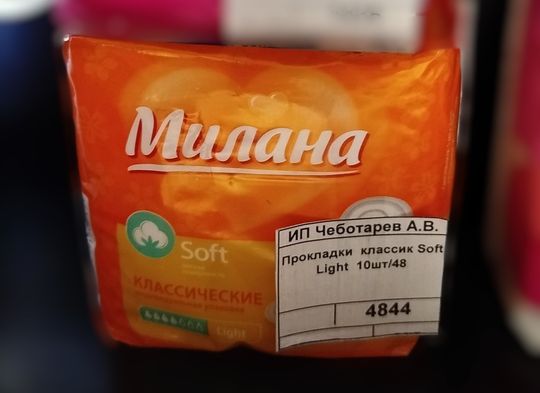 Милана
Soft
КЛАССИЧЕСКИЕ
Light
ИП Чеботарев А.В.
Прокладки классик Soft
Light 10шт/48
4844